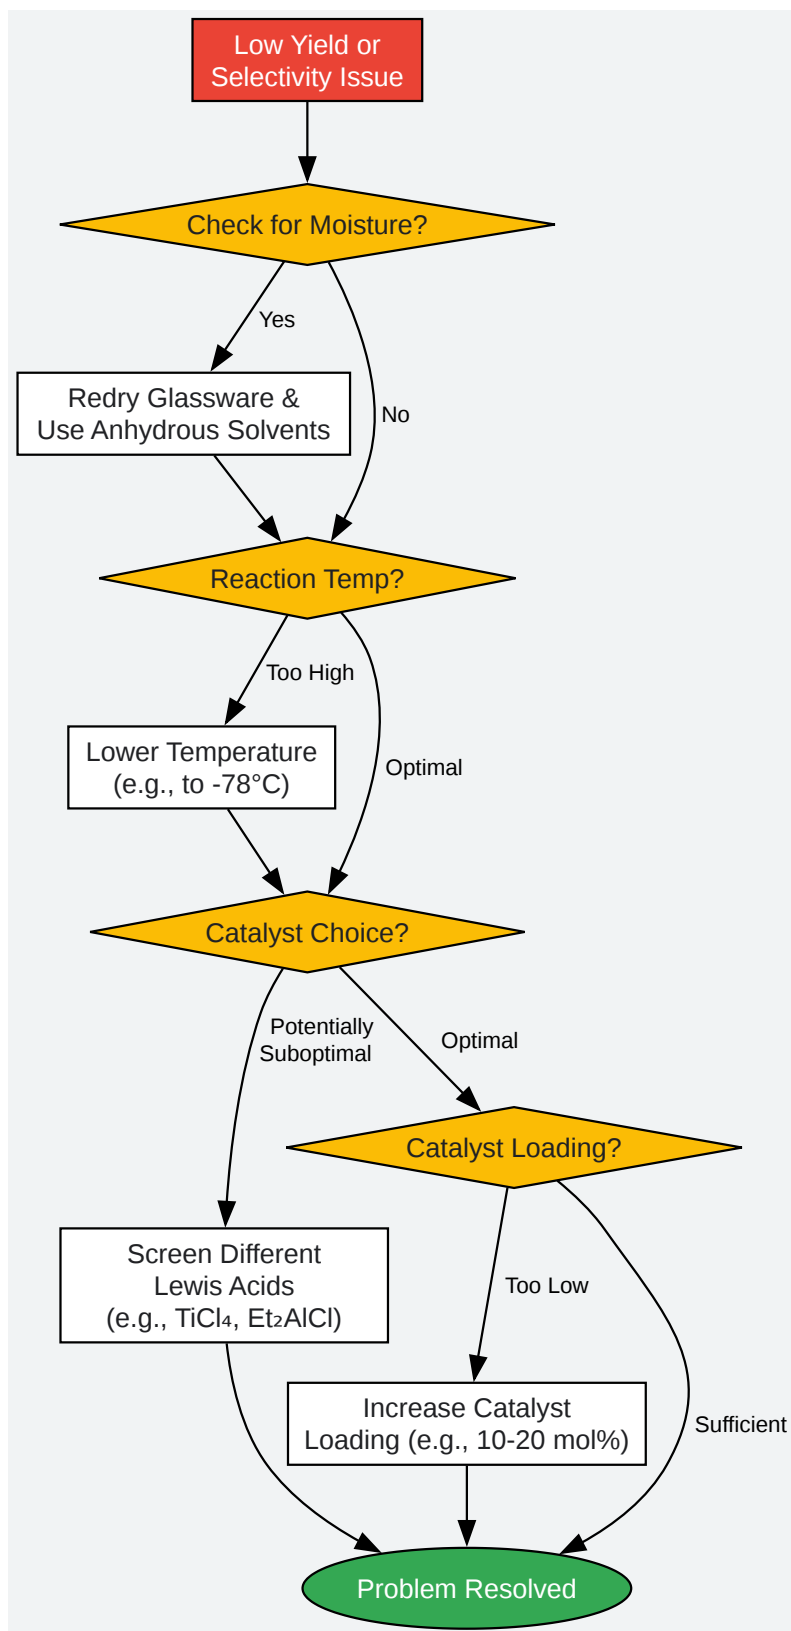 Low Yield or
Selectivity Issue
Check for Moisture?
Yes
Redry Glassware &
Use Anhydrous Solvents
No
Reaction Temp?
Too High
Lower Temperature
(e.g., to -78°C)
Optimal
Catalyst Choice?
Potentially
Suboptimal
Optimal
Catalyst Loading?
Screen Different
Lewis Acids
(e.g., TiCl₄, Et₂AlCl)
Too Low
Increase Catalyst
Loading (e.g., 10-20 mol%)
Sufficient
Problem Resolved